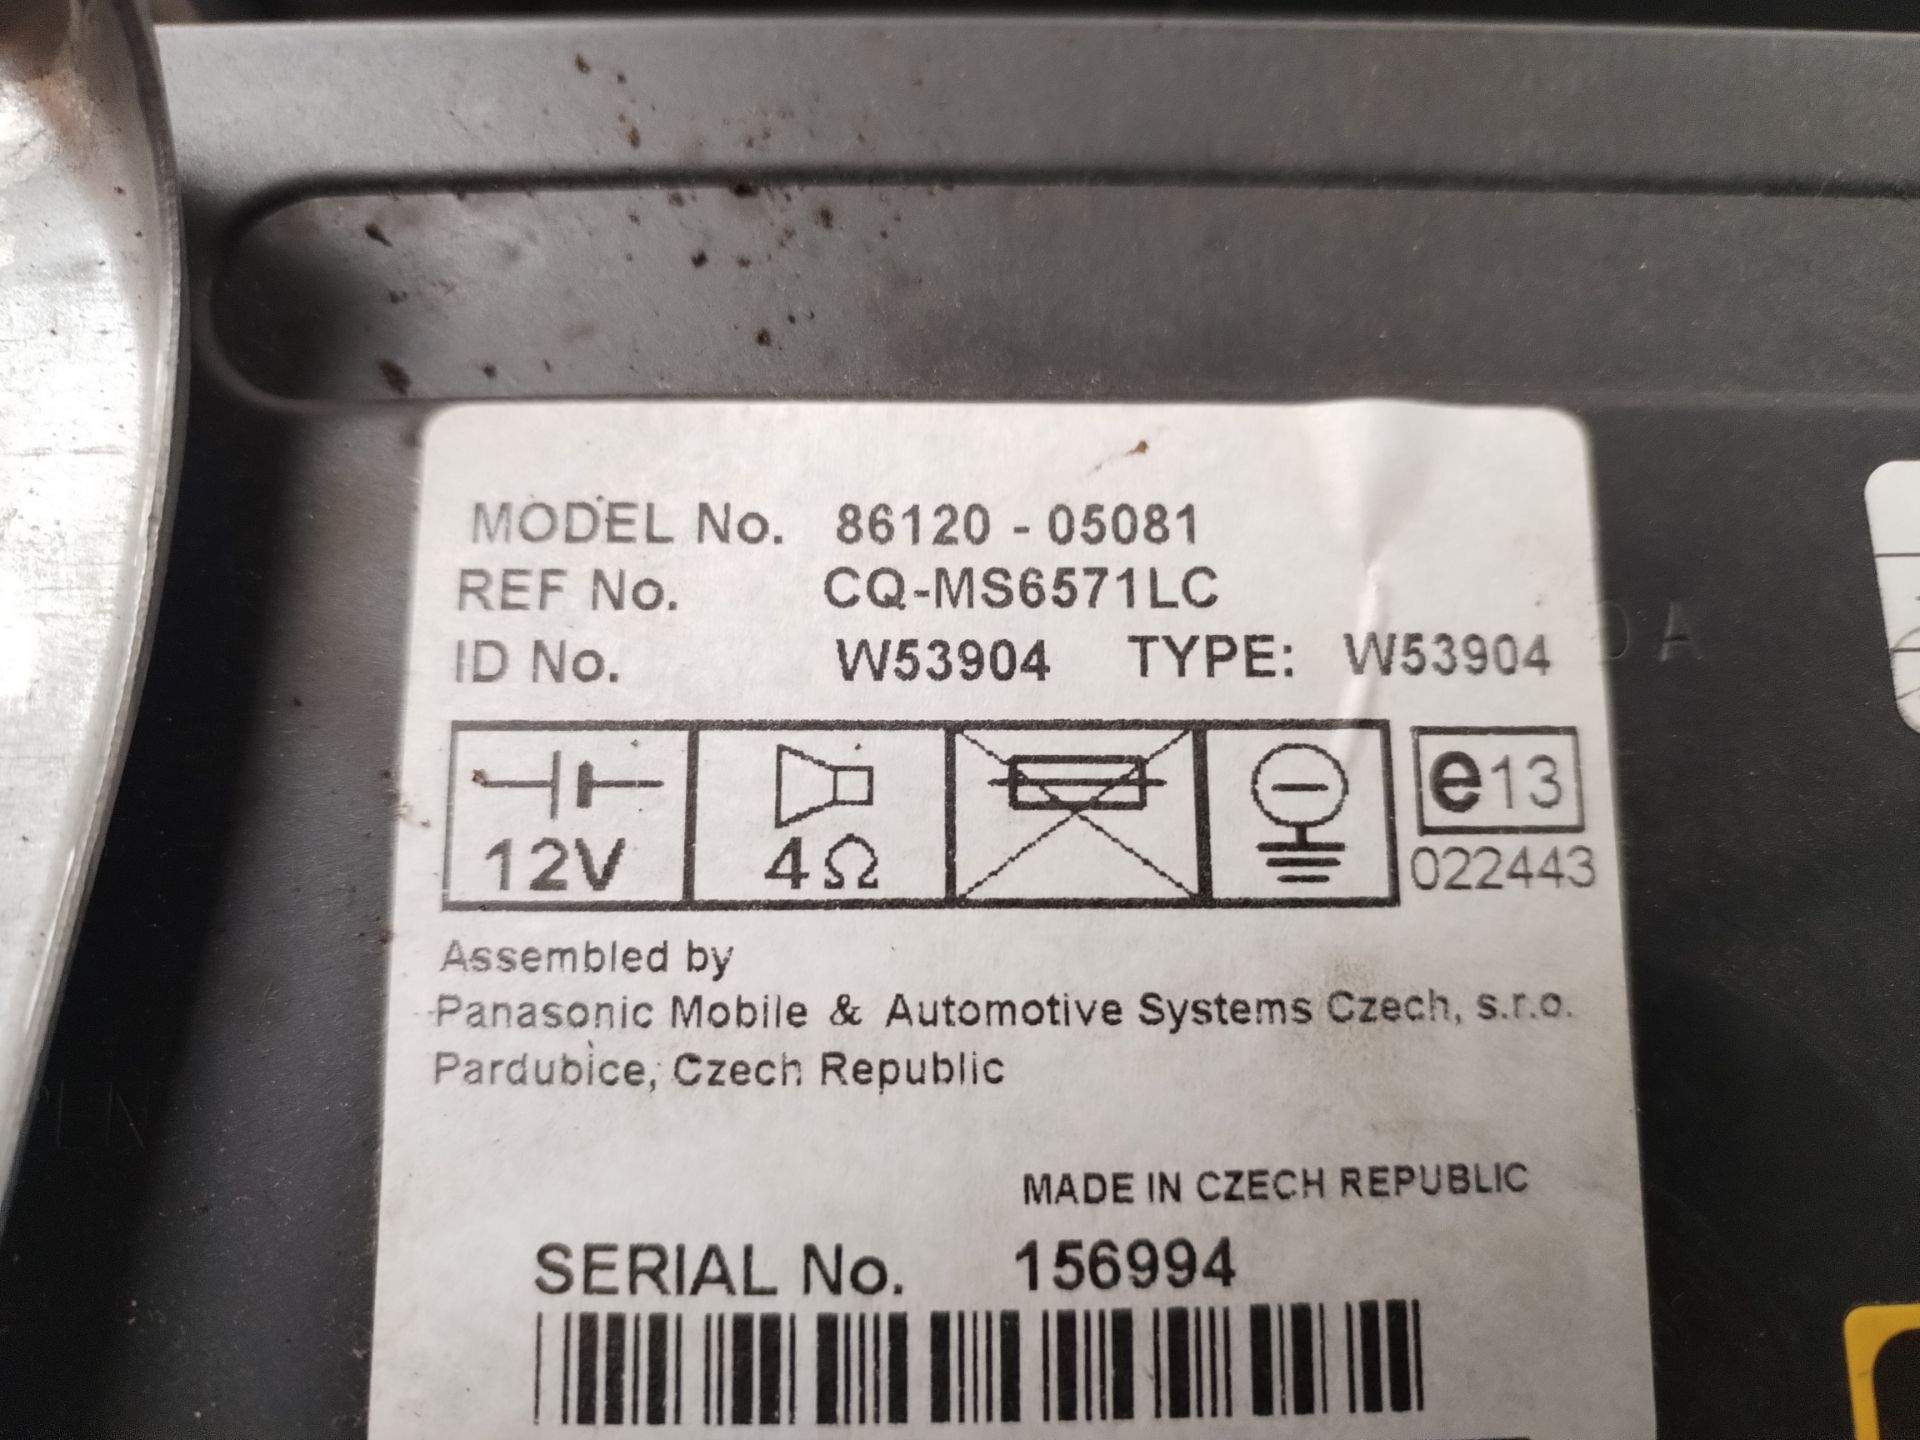 MODEL No. 86120 - 05081
REF No. CQ-MS6571LC
ID No. W53904 TYPE: W53904
12V 4Ω e13
022443
Assembled by
Panasonic Mobile & Automotive Systems Czech, s.r.o.
Pardubice, Czech Republic
MADE IN CZECH REPUBLIC
SERIAL No. 156994